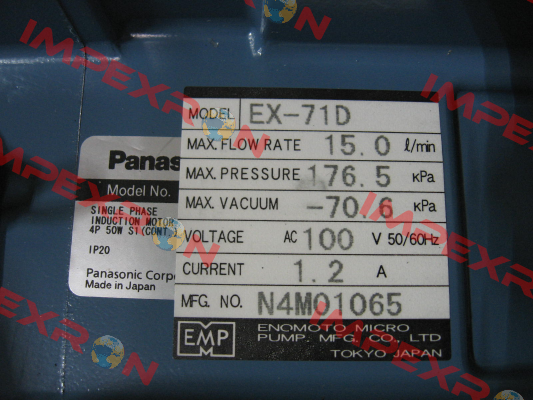 IMPEXRON
IMPEXRON
IMPEXRON
IMPEXRON
IMPEXRON
Panas
Model No.
SINGLE PHASE
INDUCTION MOTOR
4P 50W S1(CONT.)
IP20
Panasonic Corpo
Made in Japan
MODEL EX-71D
MAX. FLOW RATE 15.0 ℓ/min
MAX. PRESSURE 176.5 KPa
MAX. VACUUM -70.6 KPa
VOLTAGE AC 100 V 50/60Hz
CURRENT 1.2 A
MFG. NO. N4M01065
EMP
M
ENOMOTO MICRO
PUMP. MFG. CO., LTD
TOKYO JAPAN